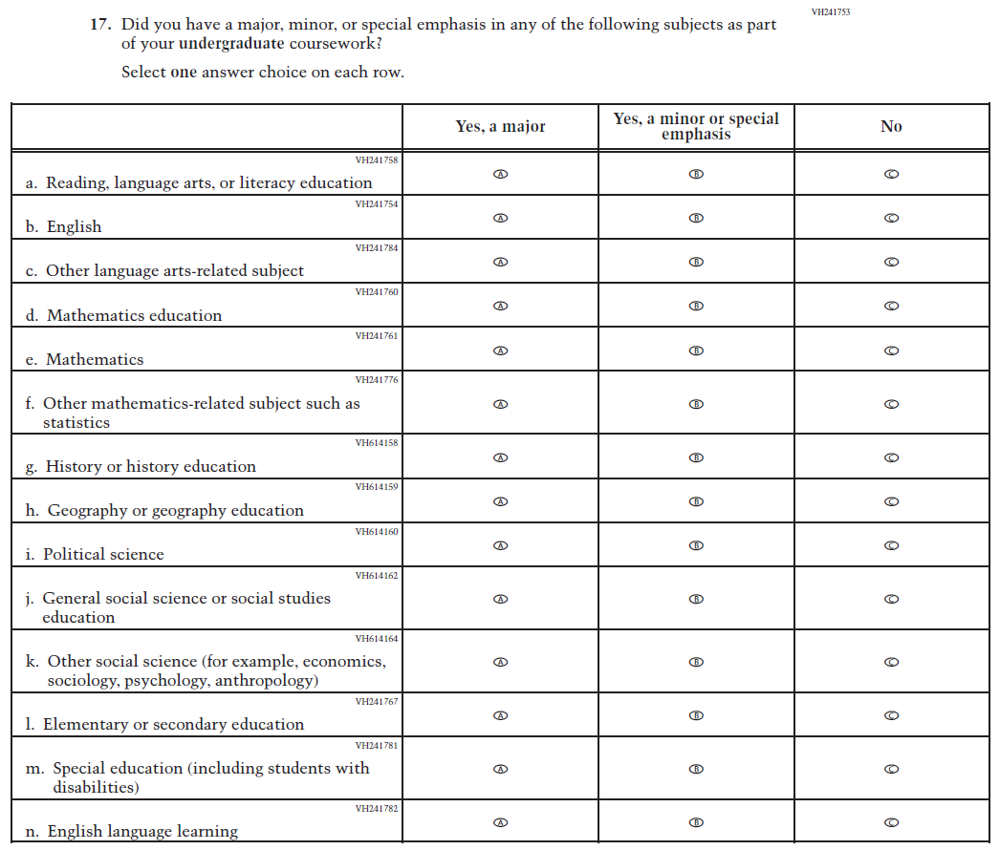 VH241753
17. Did you have a major, minor, or special emphasis in any of the following subjects as part
of your undergraduate coursework?
Select one answer choice on each row.
Yes, a major
Yes, a minor or special
emphasis
No
VH241758
a. Reading, language arts, or literacy education
A B C
VH241754
b. English
A B C
VH241784
c. Other language arts-related subject
A B C
VH241760
d. Mathematics education
A B C
VH241761
e. Mathematics
A B C
VH241776
f. Other mathematics-related subject such as
statistics
A B C
VH614158
g. History or history education
A B C
VH614159
h. Geography or geography education
A B C
VH614160
i. Political science
A B C
VH614162
j. General social science or social studies
education
A B C
VH614164
k. Other social science (for example, economics,
sociology, psychology, anthropology)
A B C
VH241767
l. Elementary or secondary education
A B C
VH241781
m. Special education (including students with
disabilities)
A B C
VH241782
n. English language learning
A B C